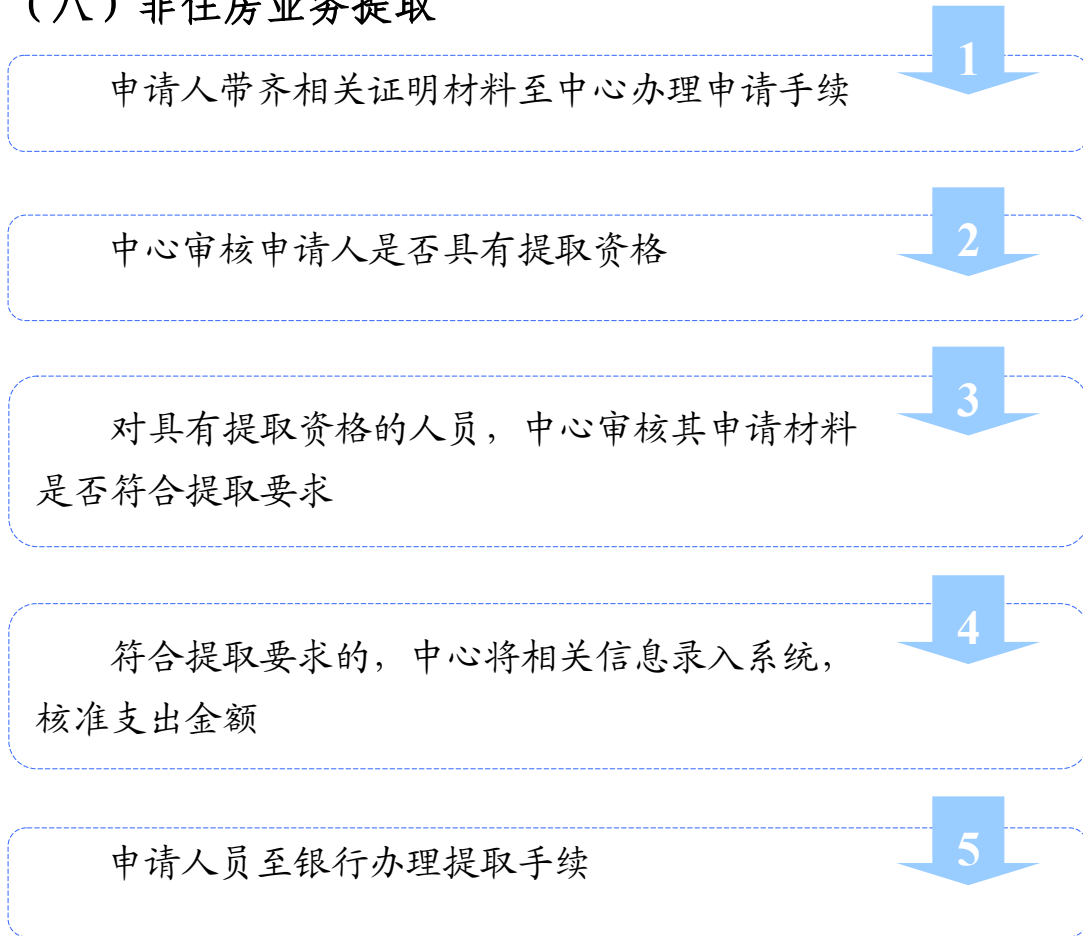 （八）非住房业务提取
1
申请人带齐相关证明材料至中心办理申请手续
2
中心审核申请人是否具有提取资格
3
对具有提取资格的人员，中心审核其申请材料
是否符合提取要求
4
符合提取要求的，中心将相关信息录入系统，
核准支出金额
5
申请人员至银行办理提取手续